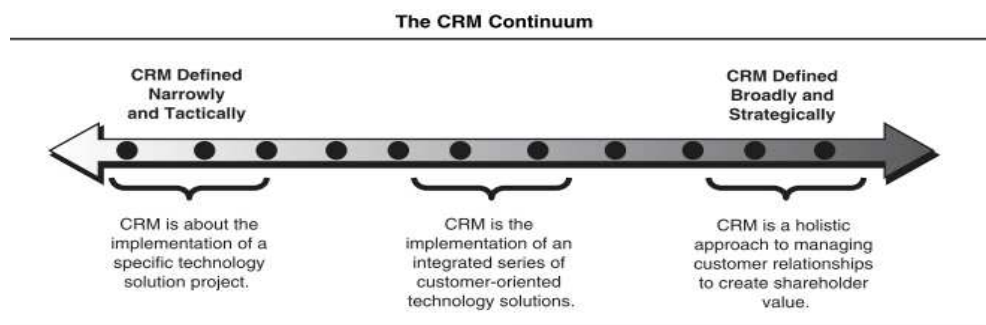 The CRM Continuum
CRM Defined
Narrowly
and Tactically
CRM Defined
Broadly and
Strategically
CRM is about the
implementation of a
specific technology
solution project.
CRM is the
implementation of an
integrated series of
customer-oriented
technology solutions.
CRM is a holistic
approach to managing
customer relationships
to create shareholder
value.